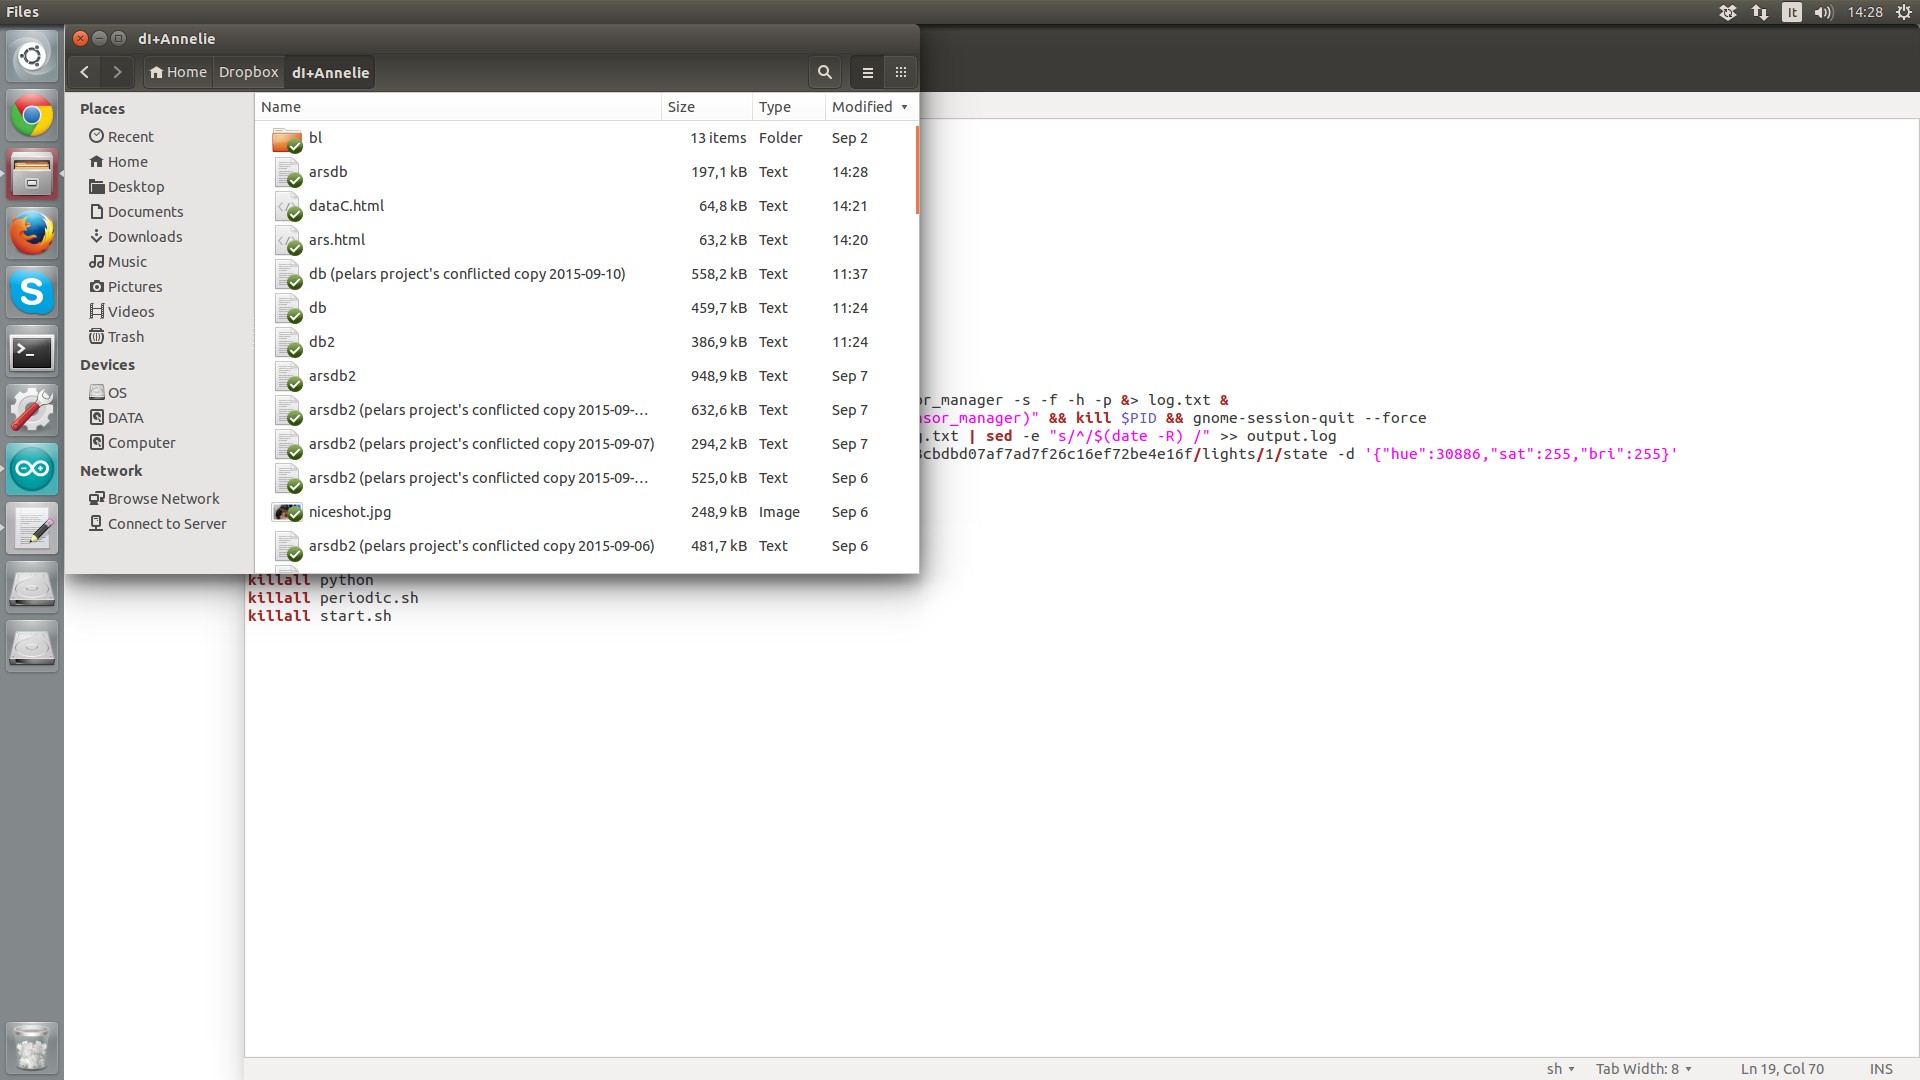 Files
It
14:28
dI+Annelie
Home Dropbox dI+Annelie
Places
Recent
Home
Desktop
Documents
Downloads
Music
Pictures
Videos
Trash
Devices
OS
DATA
Computer
Network
Browse Network
Connect to Server
Name Size Type Modified
bl 13 items Folder Sep 2
arsdb 197,1 kB Text 14:28
dataC.html 64,8 kB Text 14:21
ars.html 63,2 kB Text 14:20
db (pelars project's conflicted copy 2015-09-10) 558,2 kB Text 11:37
db 459,7 kB Text 11:24
db2 386,9 kB Text 11:24
arsdb2 948,9 kB Text Sep 7
arsdb2 (pelars project's conflicted copy 2015-09-... 632,6 kB Text Sep 7
arsdb2 (pelars project's conflicted copy 2015-09-07) 294,2 kB Text Sep 7
arsdb2 (pelars project's conflicted copy 2015-09-... 525,0 kB Text Sep 6
niceshot.jpg 248,9 kB Image Sep 6
arsdb2 (pelars project's conflicted copy 2015-09-06) 481,7 kB Text Sep 6
or_manager -s -f -h -p &> log.txt &
nsor_manager)" && kill $PID && gnome-session-quit --force
g.txt | sed -e "s/^/$(date -R) /" >> output.log
8cbdbd07af7ad7f26c16ef72be4e16f/lights/1/state -d '{"hue":30886,"sat":255,"bri":255}'
killall python
killall periodic.sh
killall start.sh
sh Tab Width: 8 Ln 19, Col 70 INS